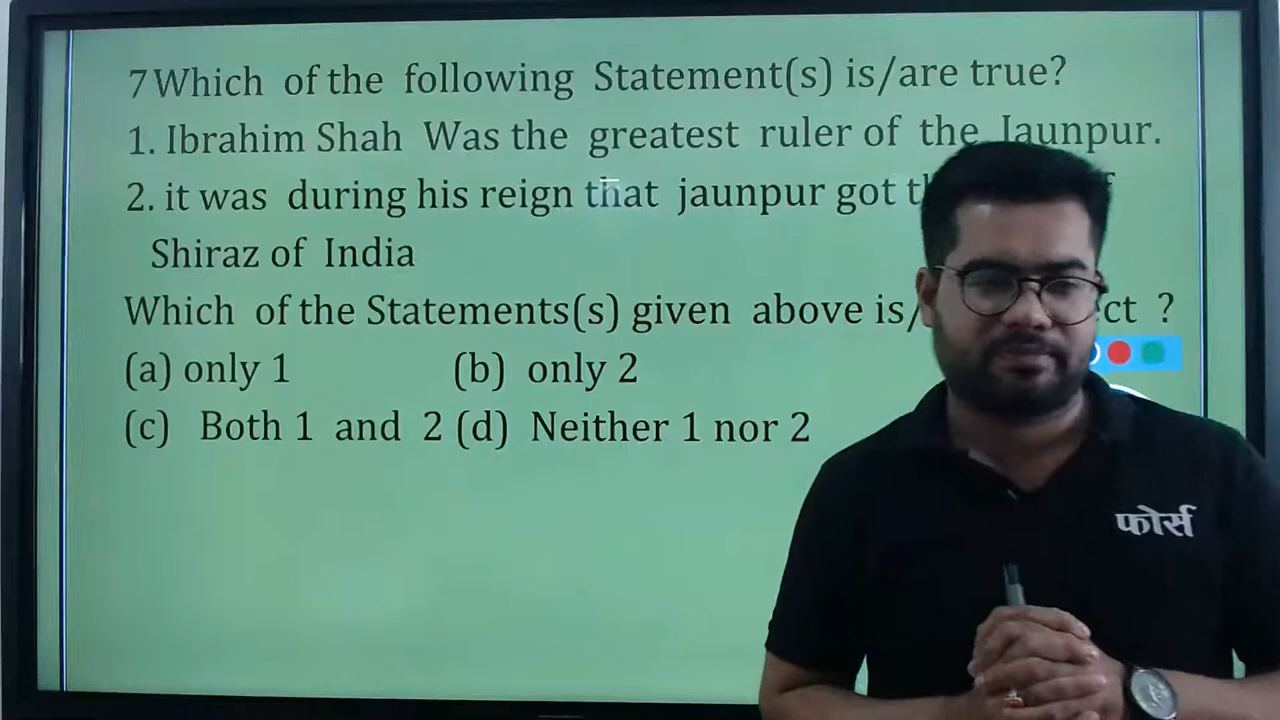 7 Which of the following Statement(s) is/are true?
1. Ibrahim Shah Was the greatest ruler of the Jaunpur.
2. it was during his reign that jaunpur got
Shiraz of India
Which of the Statements(s) given above is/ ?
(a) only 1 (b) only 2
(c) Both 1 and 2 (d) Neither 1 nor 2
फोर्स